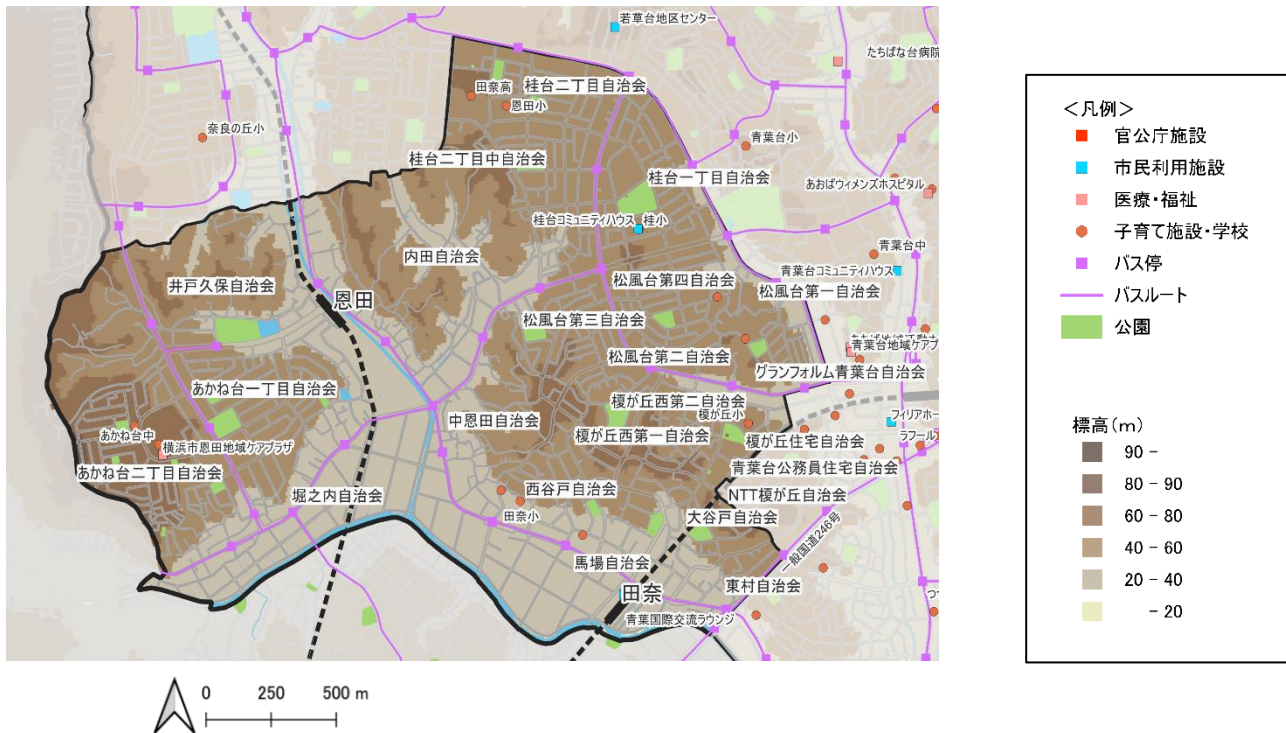 若草台地区センター
たちばな台病院
桂台二丁目自治会
田奈高
恩田小
奈良の丘小
青葉台小
桂台二丁目中自治会
桂台一丁目自治会
あおばウィメンズホスピタル
桂台コミュニティハウス
桂小
青葉台中
内田自治会
井戸久保自治会
青葉台コミュニティハウス
松風台第四自治会
松風台第一自治会
恩田
松風台第三自治会
青葉台地域ケアプ
松風台第二自治会
グランフォルム青葉台自治会
あかね台一丁目自治会
榎が丘西第二自治会
中恩田自治会
榎が丘小
フィリアホー
あかね台中
榎が丘西第一自治会
榎が丘住宅自治会
ラフール
横浜市恩田地域ケアプラザ
あかね台二丁目自治会
青葉台公務員住宅自治会
堀之内自治会
西谷戸自治会
NTT榎が丘自治会
田奈小
大谷戸自治会
一般国道246号
馬場自治会
東村自治会
田奈
青葉国際交流ラウンジ
0 250 500 m
<凡例>
官公庁施設
市民利用施設
医療・福祉
子育て施設・学校
バス停
バスルート
公園
標高(m)
90 -
80 - 90
60 - 80
40 - 60
20 - 40
- 20